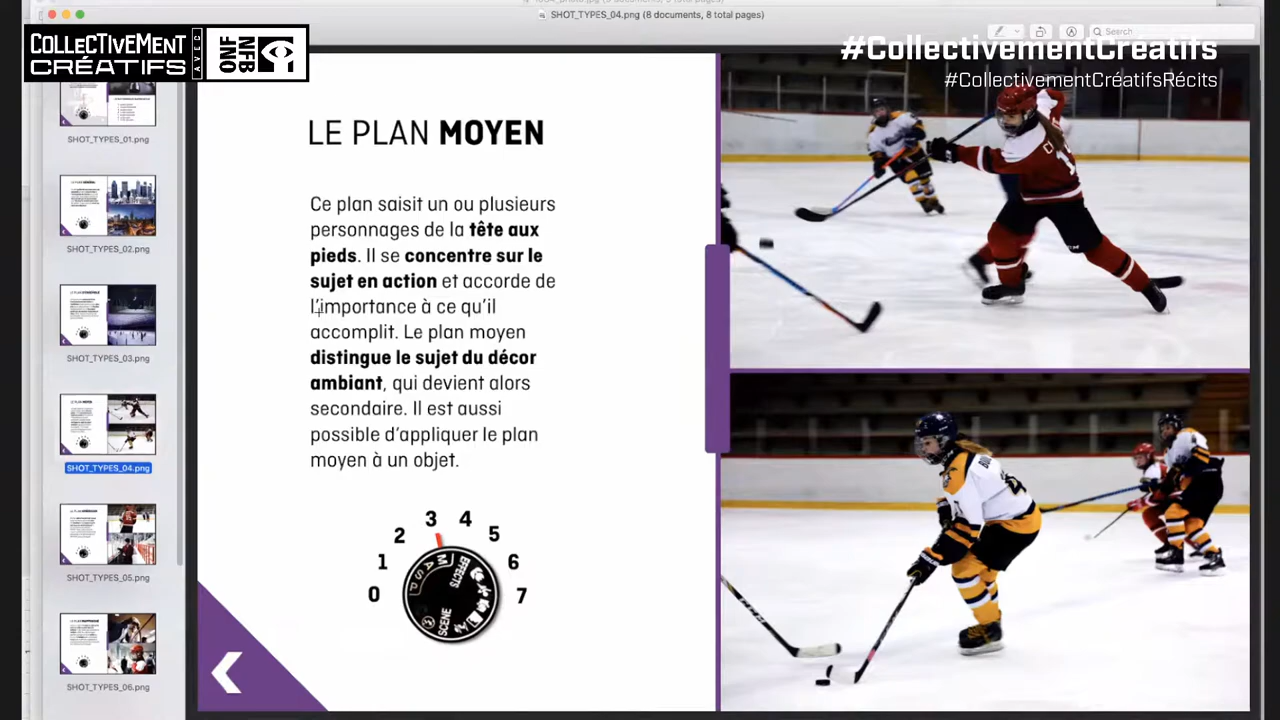 SHOT_TYPES_04.png (8 documents, 8 total pages)
Search
COLLECTIVEMENT
CRÉATIFS
AVEC
ONF
NFB
#CollectivementCréatifs
#CollectivementCréatifsRécits
SHOT_TYPES_01.png
SHOT_TYPES_02.png
SHOT_TYPES_03.png
SHOT_TYPES_04.png
SHOT_TYPES_05.png
SHOT_TYPES_06.png
LE PLAN MOYEN
Ce plan saisit un ou plusieurs
personnages de la tête aux
pieds. Il se concentre sur le
sujet en action et accorde de
l'importance à ce qu'il
accomplit. Le plan moyen
distingue le sujet du décor
ambiant, qui devient alors
secondaire. Il est aussi
possible d'appliquer le plan
moyen à un objet.
0 1 2 3 4 5 6 7
P S A M
EFFECTS
SCENE